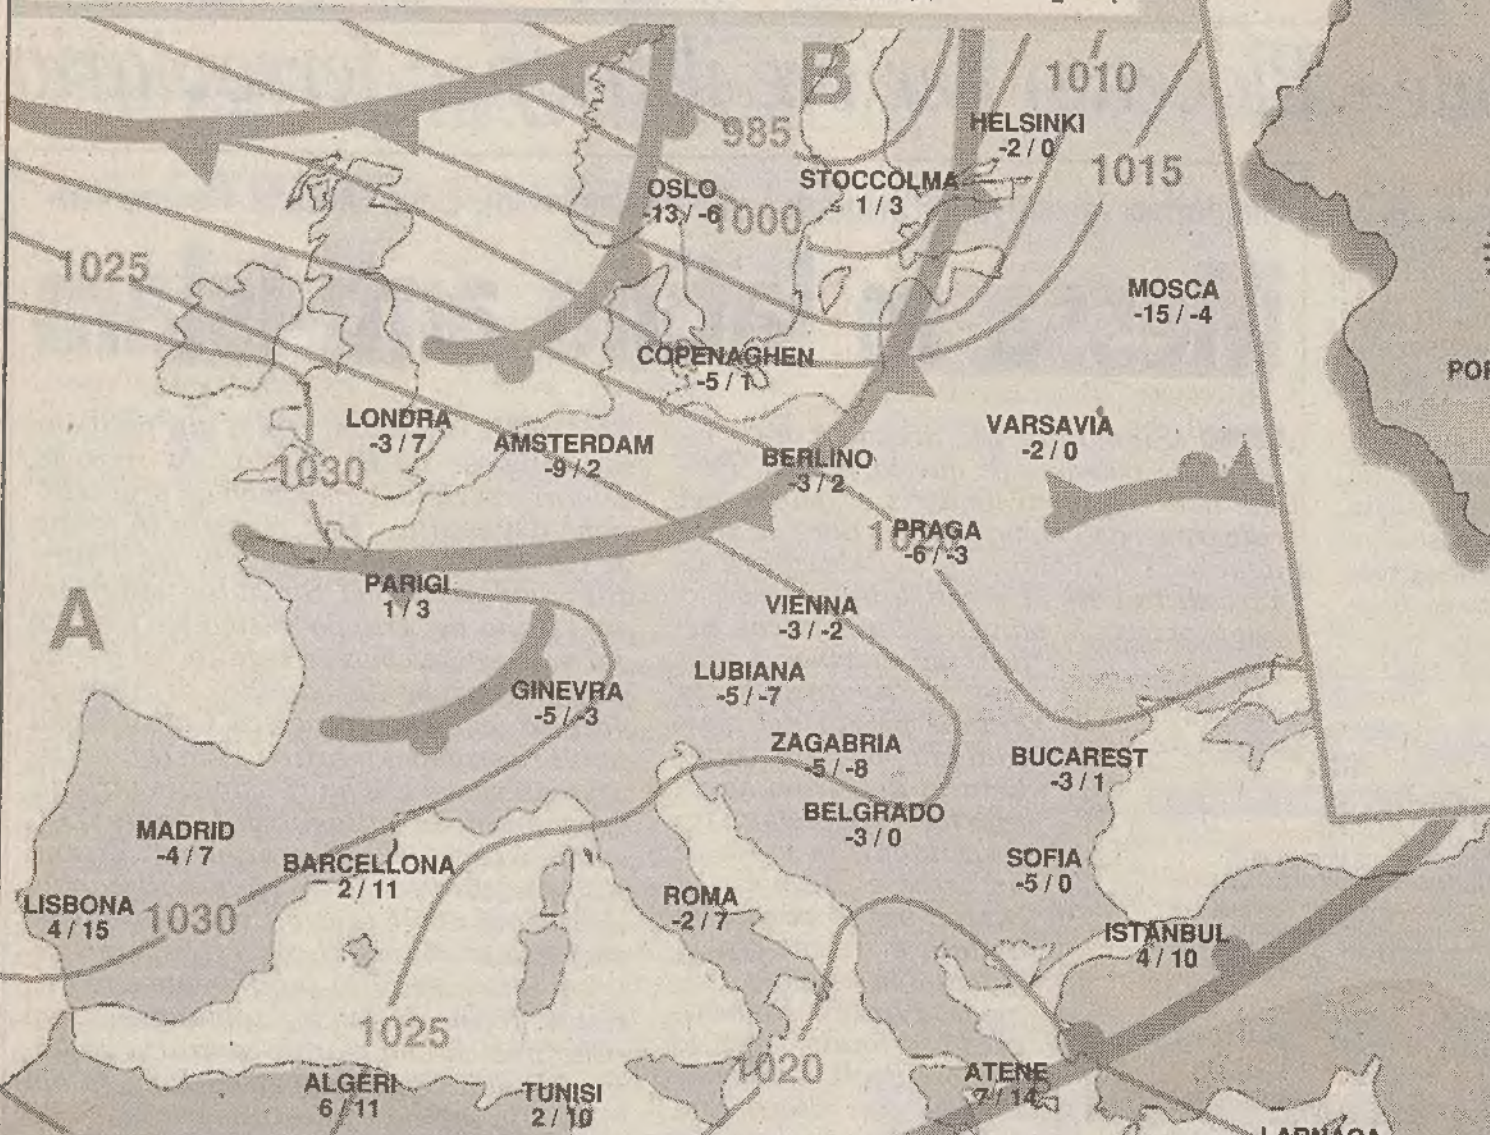 B
1010
HELSINKI
-2 / 0
985
1015
OSLO
-13 / -6
STOCCOLMA
1 / 3
1000
1025
MOSCA
-15 / -4
COPENAGHEN
-5 / 1
LONDRA
-3 / 7
AMSTERDAM
-9 / 2
VARSAVIA
-2 / 0
BERLINO
-3 / 2
1030
1020
PRAGA
-6 / -3
PARIGI
1 / 3
A
VIENNA
-3 / -2
GINEVRA
-5 / -3
LUBIANA
-5 / -7
ZAGABRIA
-5 / -8
BUCAREST
-3 / 1
BELGRADO
-3 / 0
MADRID
-4 / 7
BARCELLONA
2 / 11
SOFIA
-5 / 0
LISBONA
4 / 15
1030
ROMA
-2 / 7
ISTANBUL
4 / 10
1025
1020
ALGERI
6 / 11
TUNISI
2 / 10
ATENE
7 / 14
LARNACA